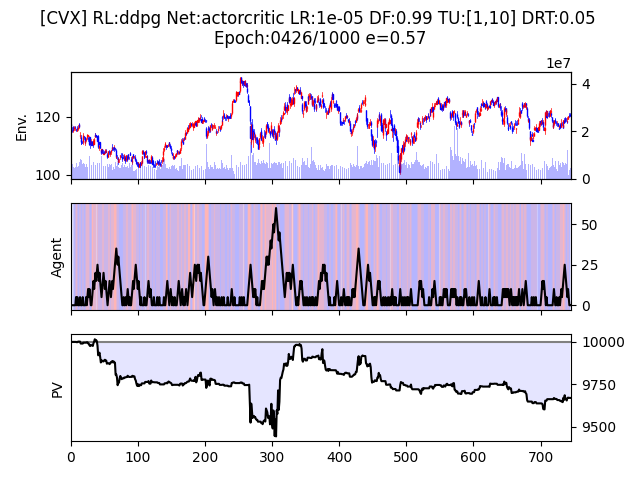 [CVX] RL:ddpg Net:actorcritic LR:1e-05 DF:0.99 TU:[1,10] DRT:0.05
Epoch:0426/1000 e=0.57
1e7
Env.
120
100
4
2
0
Agent
50
25
0
PV
10000
9750
9500
0 100 200 300 400 500 600 700